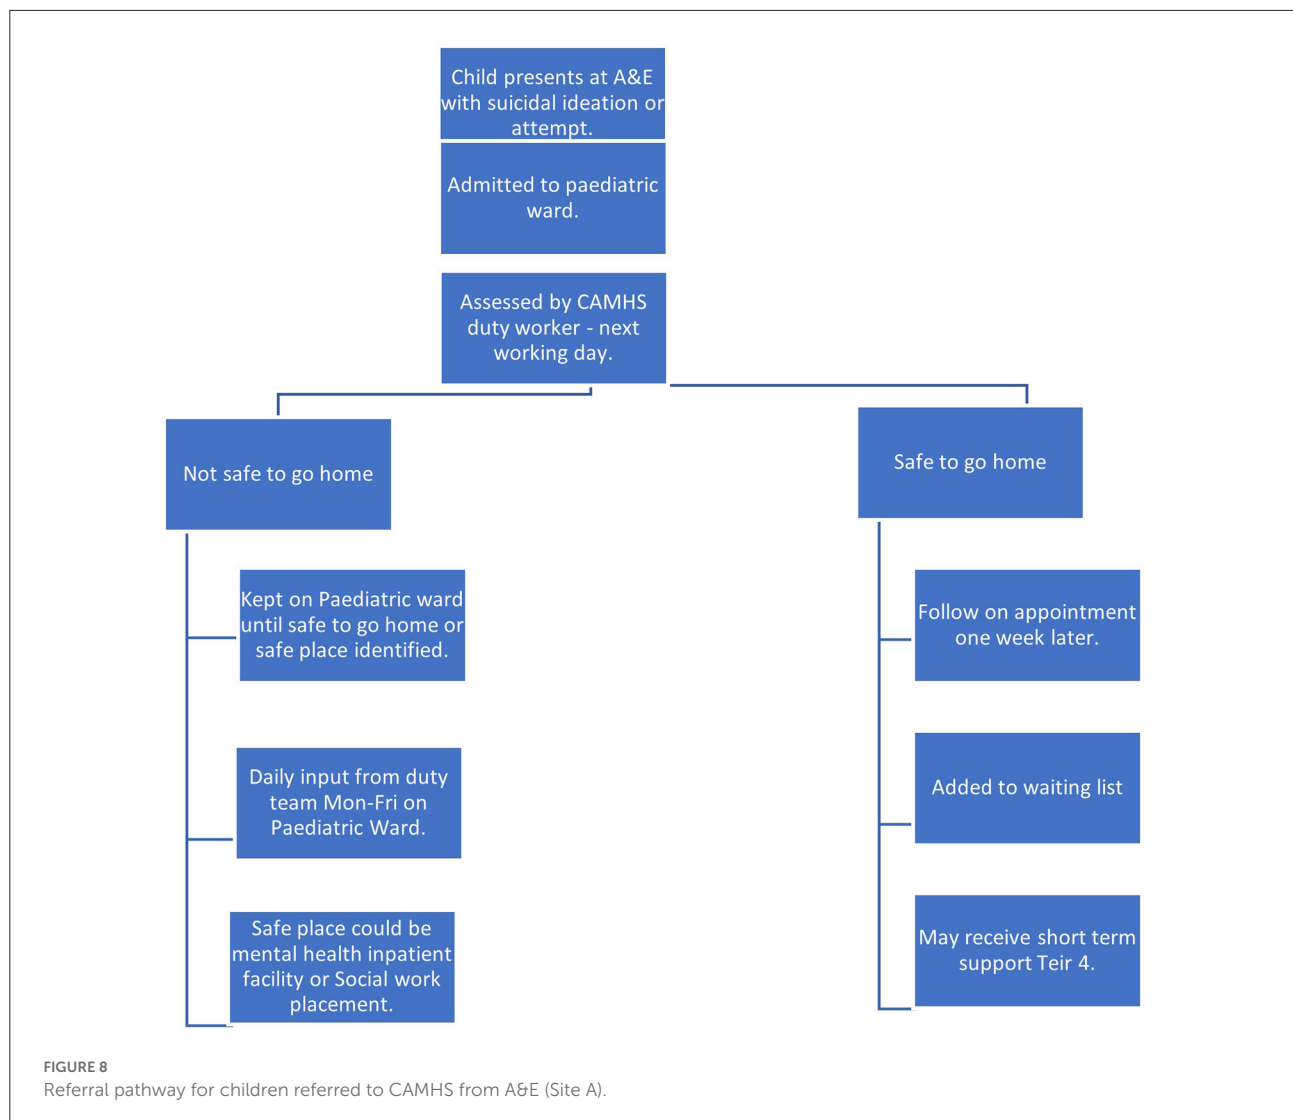 Child presents at A&E
with suicidal ideation or
attempt.
Admitted to paediatric
ward.
Assessed by CAMHS
duty worker - next
working day.
Not safe to go home
Kept on Paediatric ward
until safe to go home or
safe place identified.
Daily input from duty
team Mon-Fri on
Paediatric Ward.
Safe place could be
mental health inpatient
facility or Social work
placement.
Safe to go home
Follow on appointment
one week later.
Added to waiting list
May receive short term
support Teir 4.
FIGURE 8
Referral pathway for children referred to CAMHS from A&E (Site A).